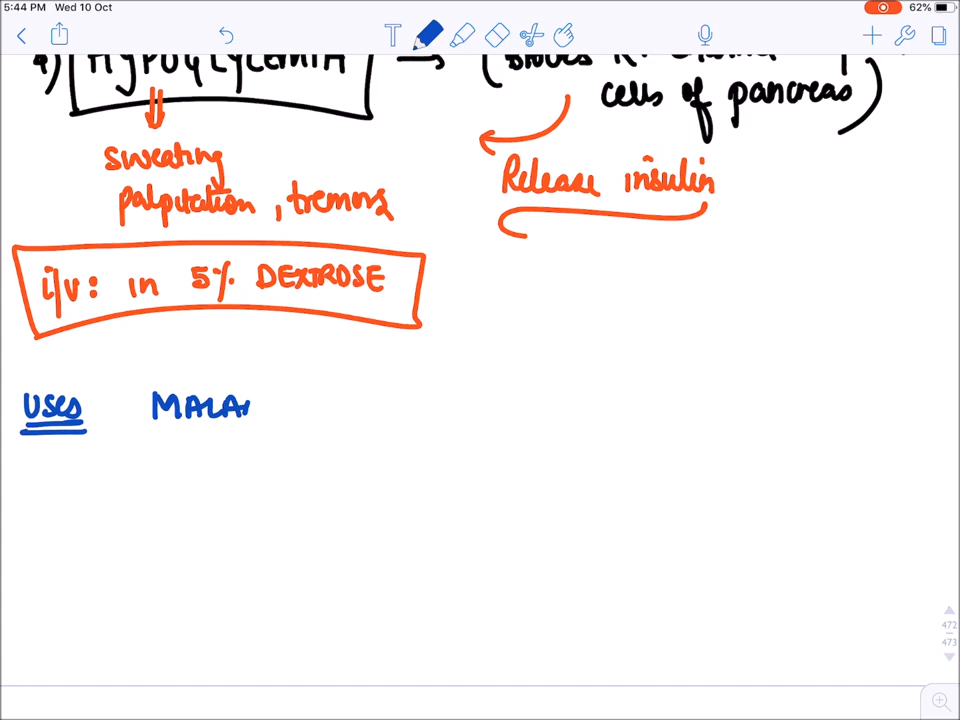 5:44 PM Wed 10 Oct
62%
T
HYPOGLYCEMIA → (
cells of pancreas)
sweating
palpitation, tremors
Release insulin
i/v: in 5% DEXTROSE
Uses MALAR
472
473